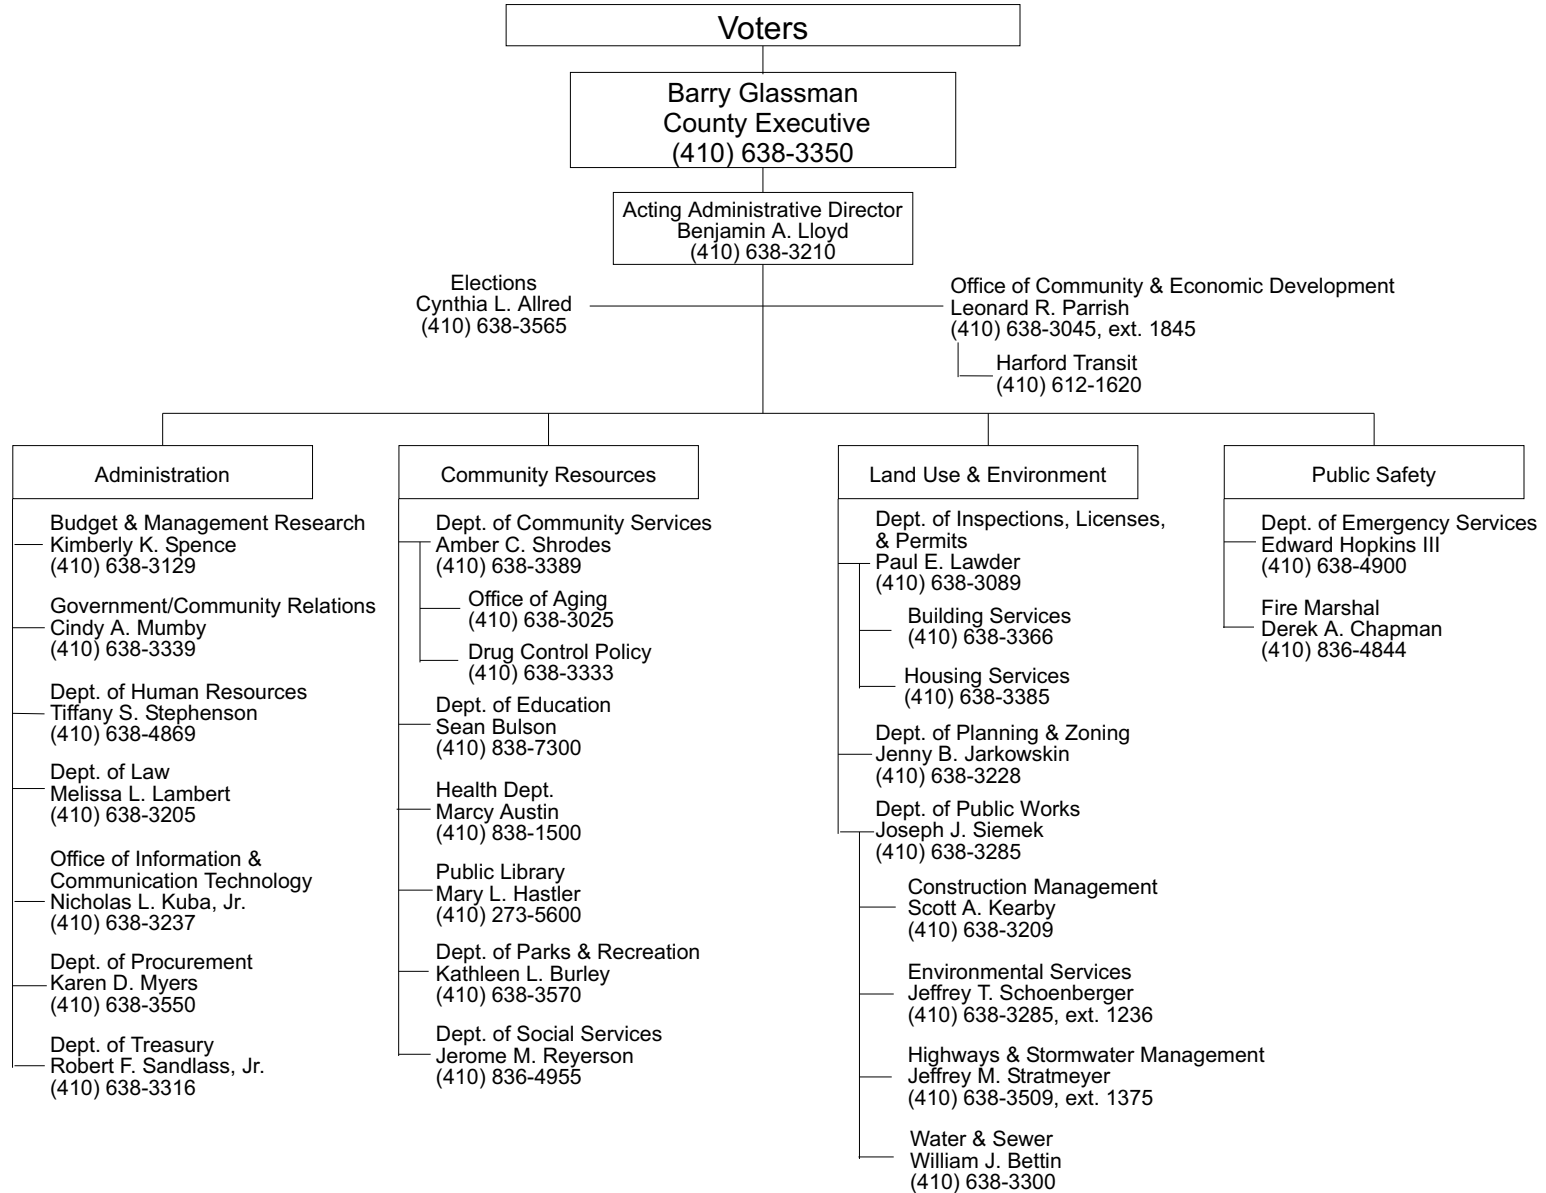 Voters
Barry Glassman
County Executive
(410) 638-3350
Acting Administrative Director
Benjamin A. Lloyd
(410) 638-3210
Elections
Cynthia L. Allred
(410) 638-3565
Office of Community & Economic Development
Leonard R. Parrish
(410) 638-3045, ext. 1845
Harford Transit
(410) 612-1620
Administration
Budget & Management Research
Kimberly K. Spence
(410) 638-3129
Government/Community Relations
Cindy A. Mumby
(410) 638-3339
Dept. of Human Resources
Tiffany S. Stephenson
(410) 638-4869
Dept. of Law
Melissa L. Lambert
(410) 638-3205
Office of Information &
Communication Technology
Nicholas L. Kuba, Jr.
(410) 638-3237
Dept. of Procurement
Karen D. Myers
(410) 638-3550
Dept. of Treasury
Robert F. Sandlass, Jr.
(410) 638-3316
Community Resources
Dept. of Community Services
Amber C. Shrodes
(410) 638-3389
Office of Aging
(410) 638-3025
Drug Control Policy
(410) 638-3333
Dept. of Education
Sean Bulson
(410) 838-7300
Health Dept.
Marcy Austin
(410) 838-1500
Public Library
Mary L. Hastler
(410) 273-5600
Dept. of Parks & Recreation
Kathleen L. Burley
(410) 638-3570
Dept. of Social Services
Jerome M. Reyerson
(410) 836-4955
Land Use & Environment
Dept. of Inspections, Licenses,
& Permits
Paul E. Lawder
(410) 638-3089
Building Services
(410) 638-3366
Housing Services
(410) 638-3385
Dept. of Planning & Zoning
Jenny B. Jarkowskin
(410) 638-3228
Dept. of Public Works
Joseph J. Siemek
(410) 638-3285
Construction Management
Scott A. Kearby
(410) 638-3209
Environmental Services
Jeffrey T. Schoenberger
(410) 638-3285, ext. 1236
Highways & Stormwater Management
Jeffrey M. Stratmeyer
(410) 638-3509, ext. 1375
Water & Sewer
William J. Bettin
(410) 638-3300
Public Safety
Dept. of Emergency Services
Edward Hopkins III
(410) 638-4900
Fire Marshal
Derek A. Chapman
(410) 836-4844